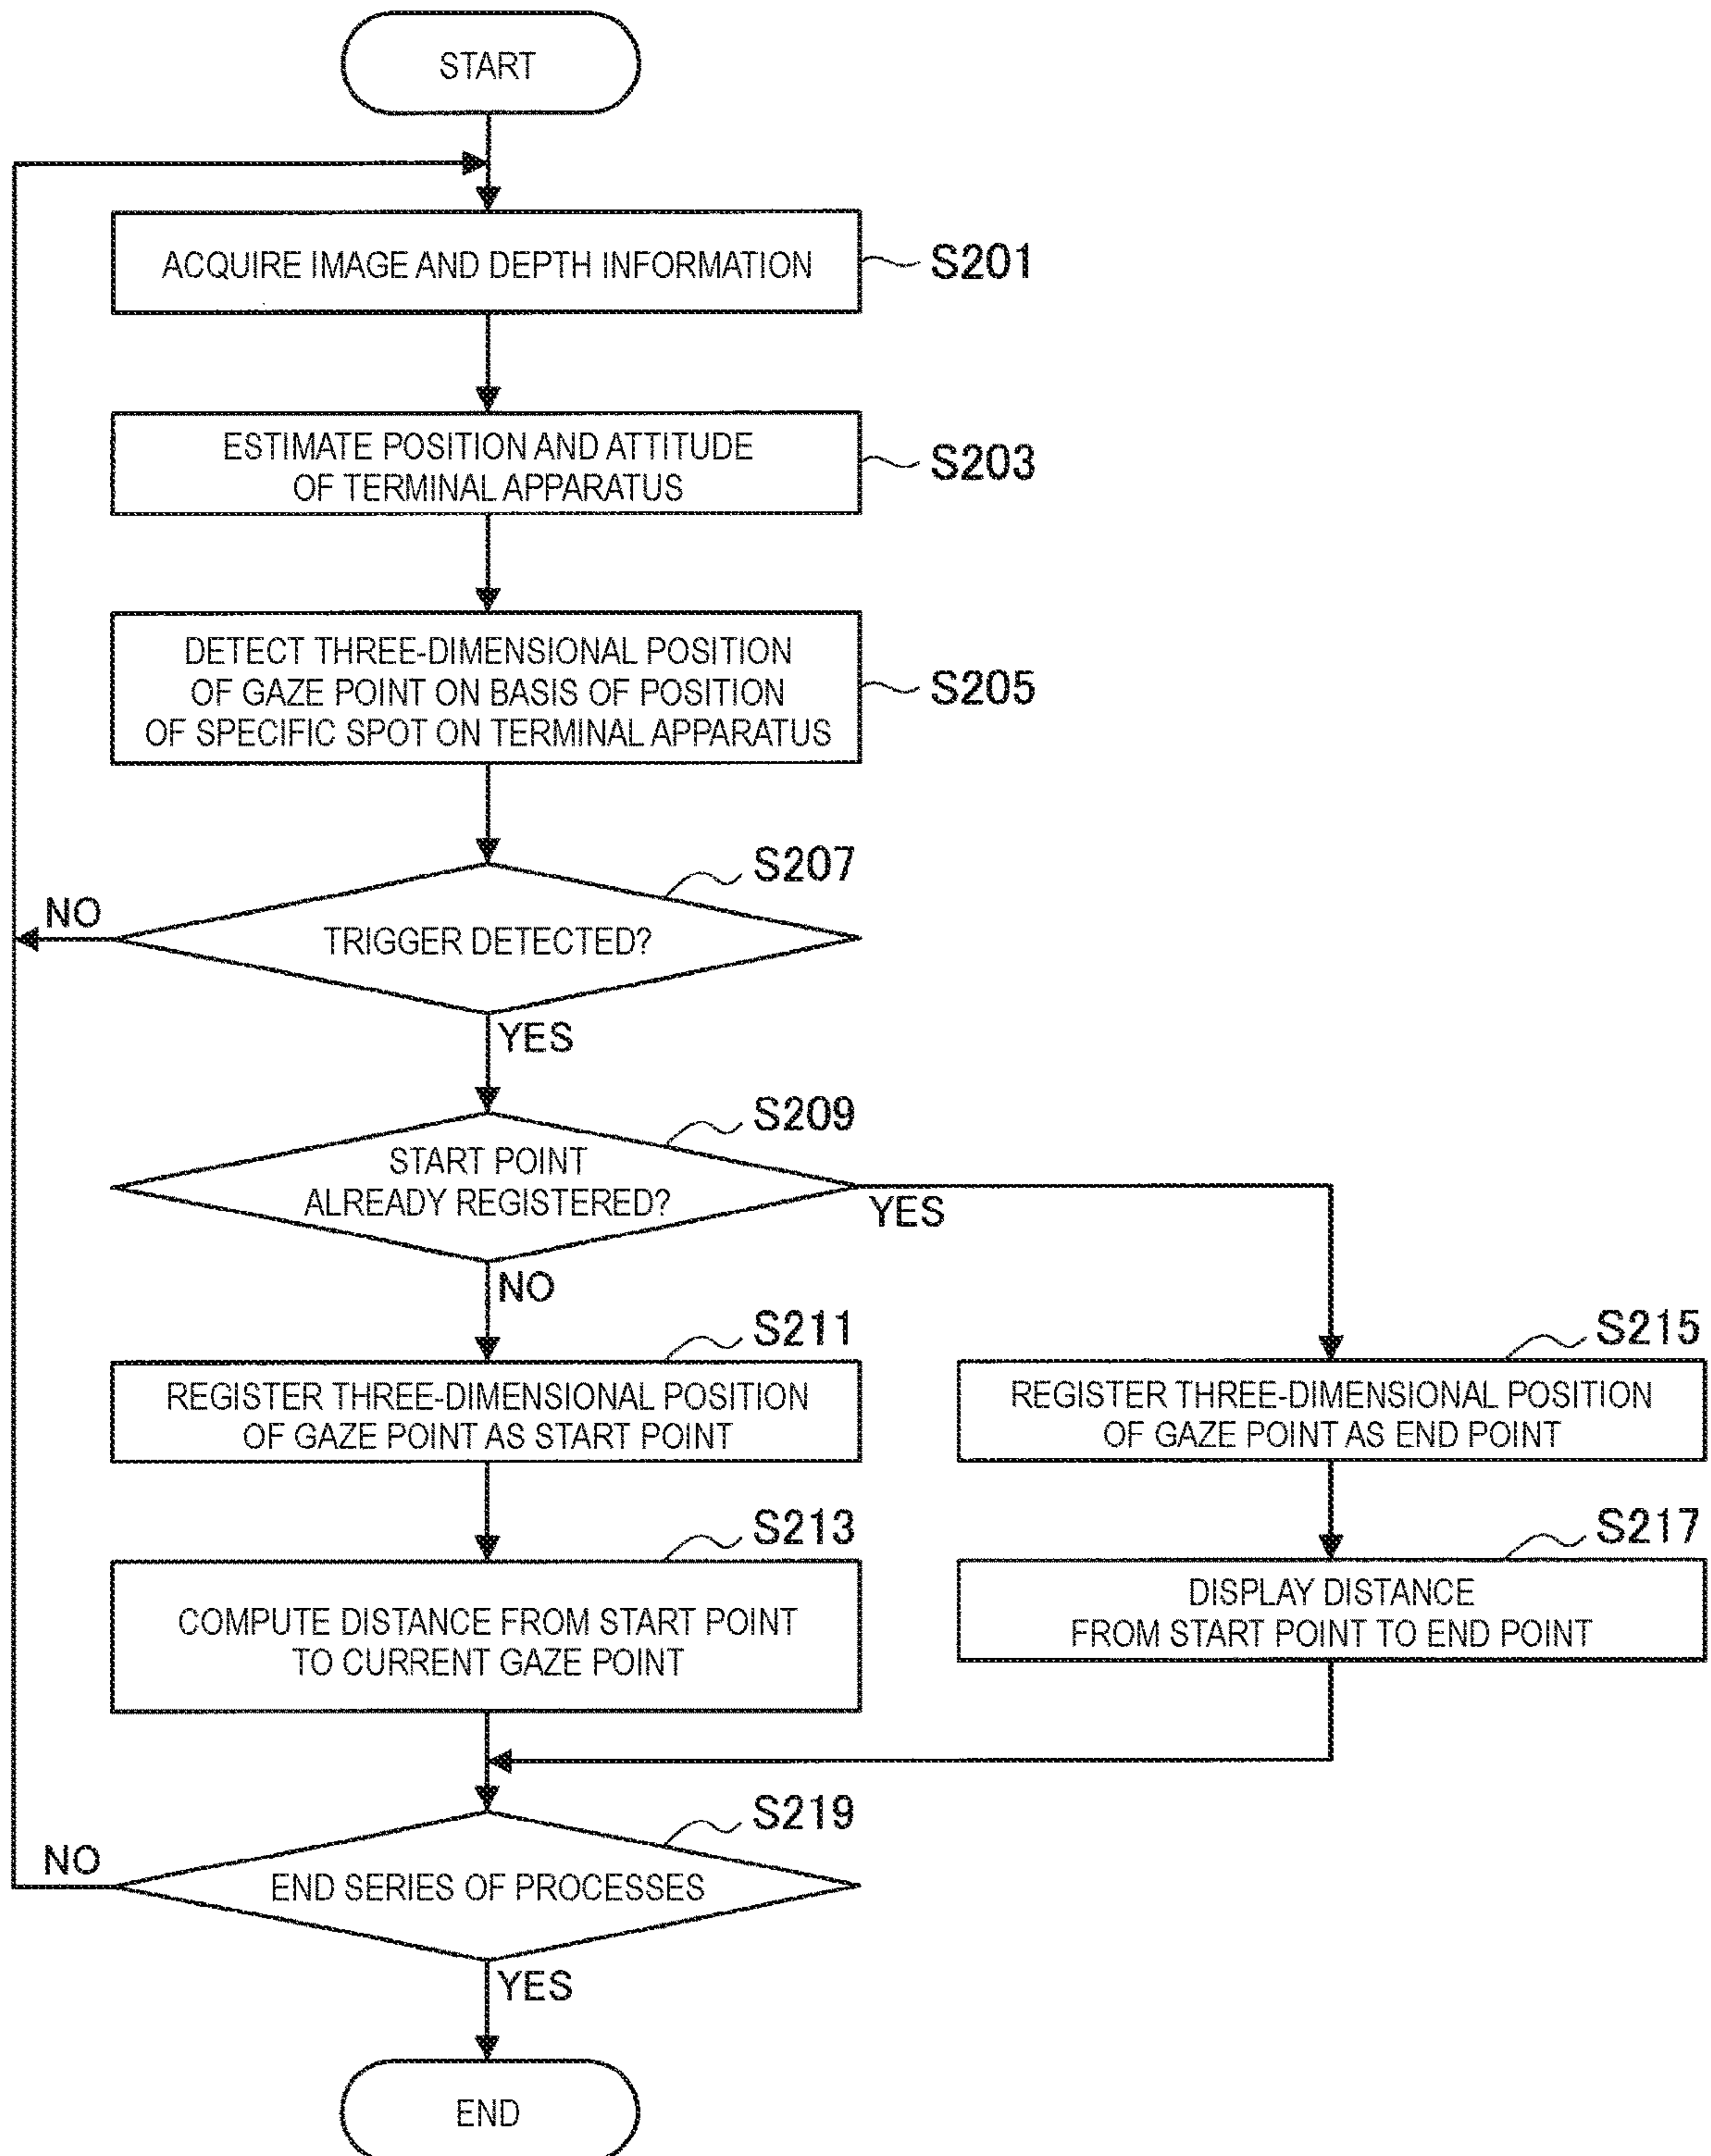 START
ACQUIRE IMAGE AND DEPTH INFORMATION
S201
ESTIMATE POSITION AND ATTITUDE
OF TERMINAL APPARATUS
S203
DETECT THREE-DIMENSIONAL POSITION
OF GAZE POINT ON BASIS OF POSITION
OF SPECIFIC SPOT ON TERMINAL APPARATUS
S205
S207
NO
TRIGGER DETECTED?
YES
S209
START POINT
ALREADY REGISTERED?
YES
NO
S211
REGISTER THREE-DIMENSIONAL POSITION
OF GAZE POINT AS START POINT
S215
REGISTER THREE-DIMENSIONAL POSITION
OF GAZE POINT AS END POINT
S213
COMPUTE DISTANCE FROM START POINT
TO CURRENT GAZE POINT
S217
DISPLAY DISTANCE
FROM START POINT TO END POINT
S219
NO
END SERIES OF PROCESSES
YES
END